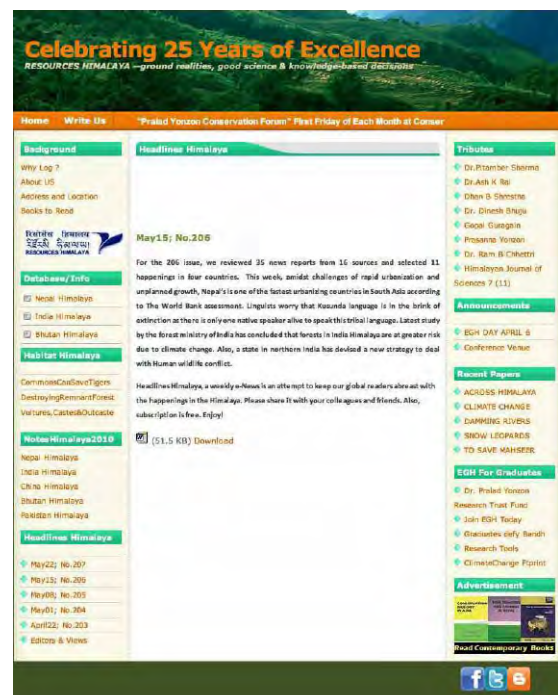 Celebrating 25 Years of Excellence
RESOURCES HIMALAYA —ground realities, good science & knowledge-based decisions
Home Write Us "Pralad Yonzon Conservation Forum" First Friday of Each Month at Conser
Background
Why Log ?
About US
Address and Location
Books to Read
RESOURCES HIMALAYA
Database/Info
Nepal Himalaya
India Himalaya
Bhutan Himalaya
Habitat Himalaya
CommonsCanSaveTigers
DestroyingRemnantForest
Vultures,Castes&Outcaste
NotesHimalaya2010
Nepal Himalaya
India Himalaya
China Himalaya
Bhutan Himalaya
Pakistan Himalaya
Headlines Himalaya
May22; No.207
May15; No.206
May08; No.205
May01; No.204
April22; No.203
Editors & Views
Headlines Himalaya
May15; No.206
For the 206 issue, we reviewed 35 news reports from 16 sources and selected 11
happenings in four countries. This week, amidst challenges of rapid urbanization and
unplanned growth, Nepal's is one of the fastest urbanizing countries in South Asia according
to The World Bank assessment. Linguists worry that Kusunda language is in the brink of
extinction as there is only one native speaker alive to speak this tribal language. Latest study
by the forest ministry of India has concluded that forests in India Himalaya are at greater risk
due to climate change. Also, a state in northern India has devised a new strategy to deal
with Human wildlife conflict.
Headlines Himalaya, a weekly e-News is an attempt to keep our global readers abreast with
the happenings in the Himalaya. Please share it with your colleagues and friends. Also,
subscription is free. Enjoy!
(51.5 KB) Download
Tributes
Dr.Pitamber Sharma
Dr.Ash K Rai
Dhan B Shrestha
Dr. Dinesh Bhuju
Gopal Guragain
Prasanna Yonzon
Dr. Ram B Chhettri
Himalayan Journal of
Sciences 7 (11)
Announcements
EGH DAY APRIL 6
Conference Venue
Recent Papers
ACROSS HIMALAYA
CLIMATE CHANGE
DAMMING RIVERS
SNOW LEOPARDS
TO SAVE MAHSEER
EGH For Graduates
Dr. Pralad Yonzon
Research Trust Fund
Join EGH Today
Graduates defy Bandh
Research Tools
ClimateChange Ftprint
Advertisement
Read Contemporary Books